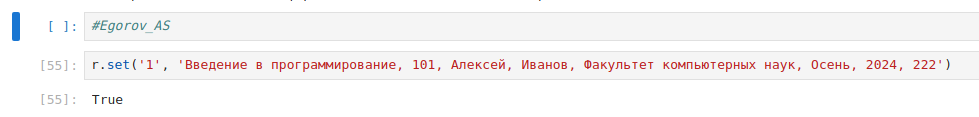 [ ]: #Egorov_AS
[55]: r.set('1', 'Введение в программирование, 101, Алексей, Иванов, Факультет компьютерных наук, Осень, 2024, 222')
[55]: True